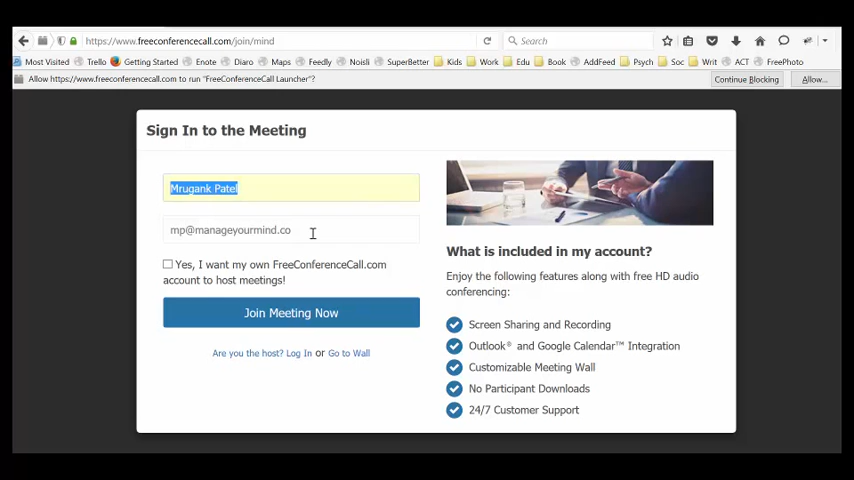 https://www.freeconferencecall.com/join/mind
Search
Most Visited Trello Getting Started Enote Diaro Maps Feedly Noisli SuperBetter Kids Work Edu Book AddFeed Psych Soc Writ ACT FreePhoto
Allow https://www.freeconferencecall.com to run "FreeConferenceCall Launcher"?
Continue Blocking
Allow...
Sign In to the Meeting
Mrugank Patel
mp@manageyourmind.co
Yes, I want my own FreeConferenceCall.com
account to host meetings!
Join Meeting Now
Are you the host? Log In or Go to Wall
What is included in my account?
Enjoy the following features along with free HD audio
conferencing:
Screen Sharing and Recording
Outlook® and Google Calendar™ Integration
Customizable Meeting Wall
No Participant Downloads
24/7 Customer Support